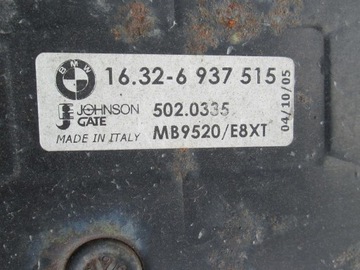 BMW
16.32-6 937 515
JOHNSON
GATE
502.0335
MADE IN ITALY
MB9520/E8XT
04/10/05